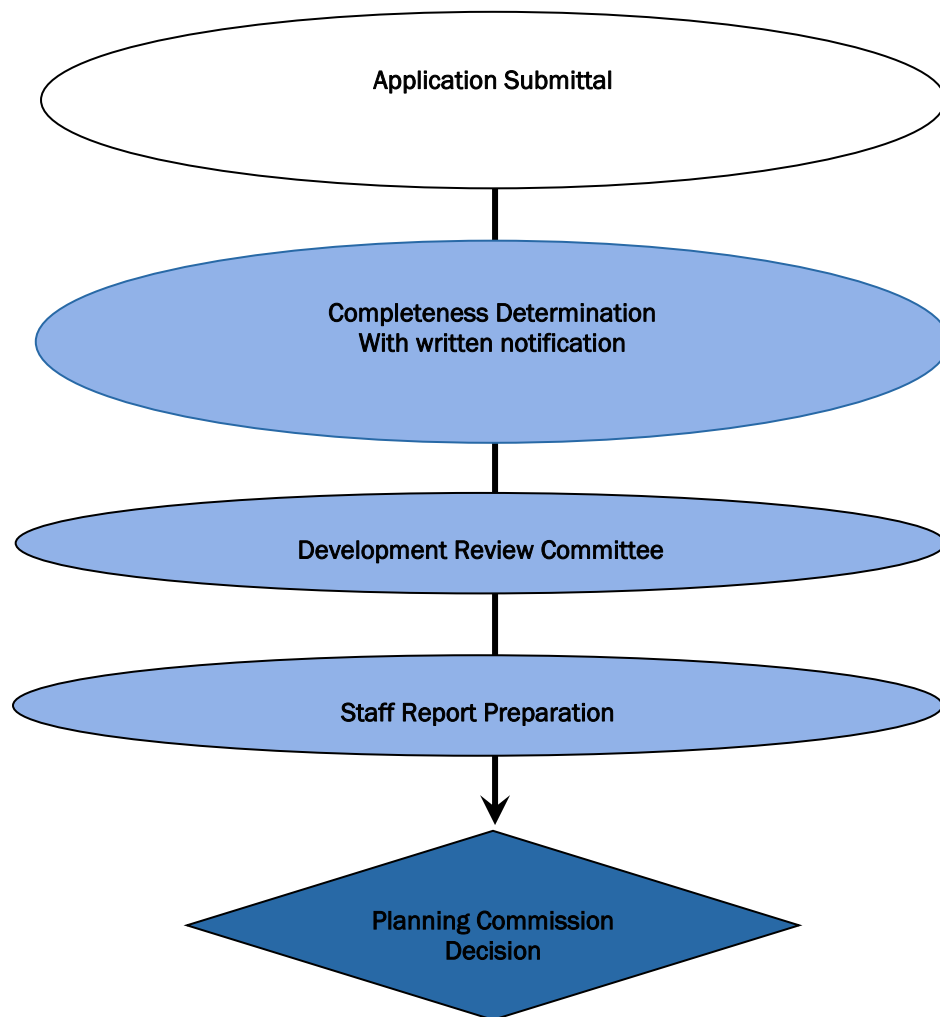 Application Submittal
Completeness Determination
With written notification
Development Review Committee
Staff Report Preparation
Planning Commission
Decision